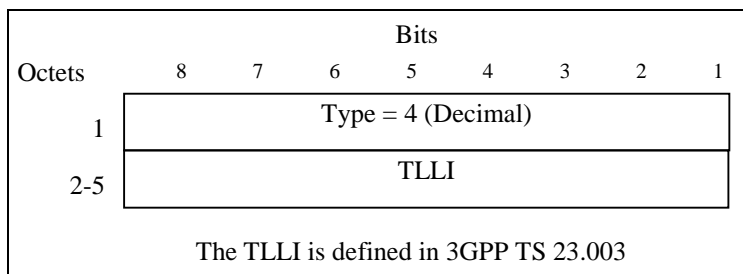 Bits
Octets 8 7 6 5 4 3 2 1
1 Type = 4 (Decimal)
2-5 TLLI
The TLLI is defined in 3GPP TS 23.003